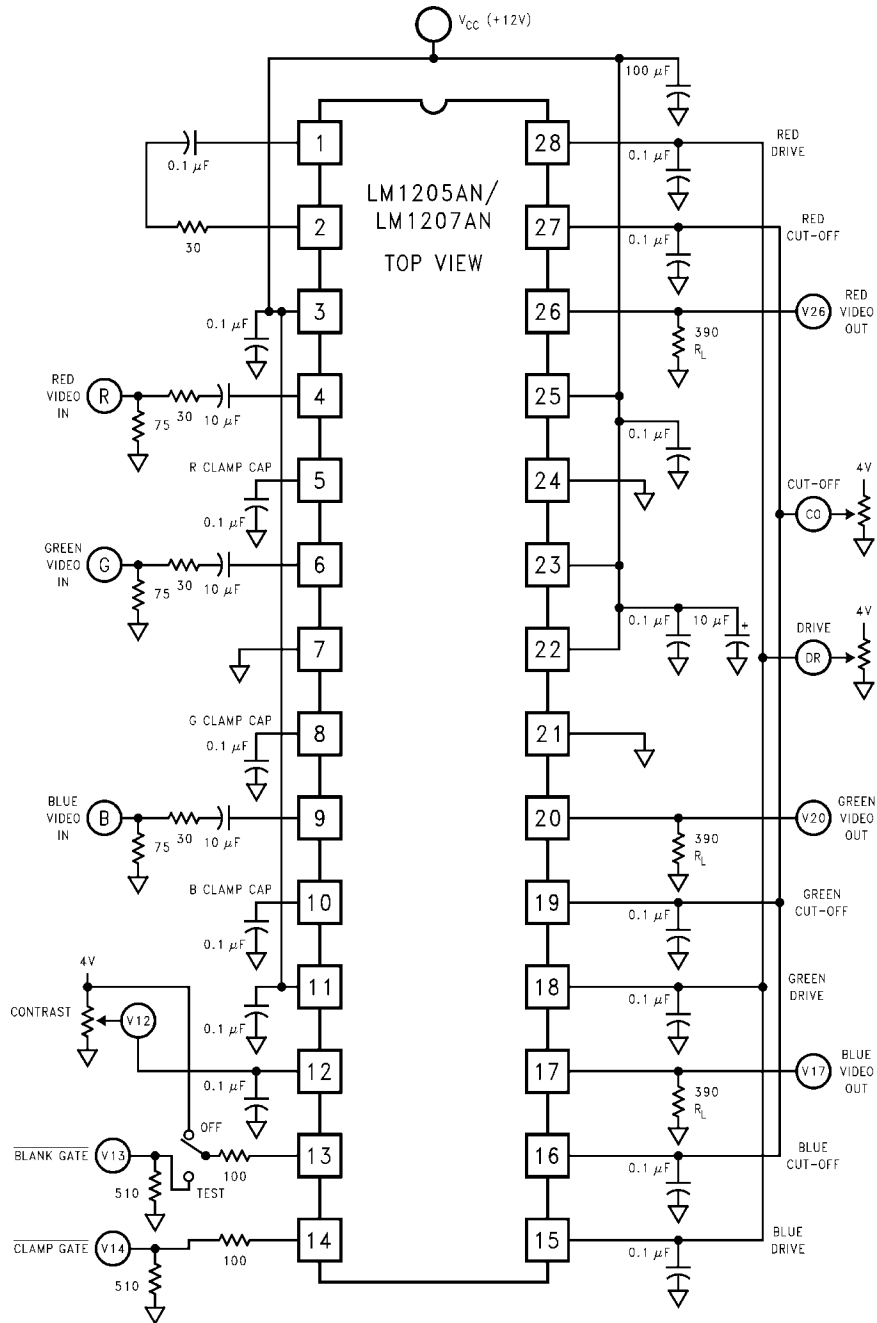 VCC (+12V)
100 μF
1
28
RED
DRIVE
0.1 μF
0.1 μF
LM1205AN/
LM1207AN
TOP VIEW
2
27
RED
CUT-OFF
30
0.1 μF
3
26
RED
VIDEO
OUT
V26
0.1 μF
390
RL
RED
VIDEO
IN
R
4
25
75
30
10 μF
0.1 μF
R CLAMP CAP
5
24
CUT-OFF
4V
CO
0.1 μF
GREEN
VIDEO
IN
G
6
23
75
30
10 μF
0.1 μF
10 μF
+
DRIVE
4V
DR
7
22
G CLAMP CAP
8
21
0.1 μF
BLUE
VIDEO
IN
B
9
20
V20
GREEN
VIDEO
OUT
75
30
10 μF
390
RL
B CLAMP CAP
10
19
GREEN
CUT-OFF
0.1 μF
0.1 μF
4V
11
18
GREEN
DRIVE
CONTRAST
V12
0.1 μF
0.1 μF
12
17
V17
BLUE
VIDEO
OUT
0.1 μF
390
RL
OFF
BLANK GATE
V13
13
16
BLUE
CUT-OFF
510
TEST
100
0.1 μF
CLAMP GATE
V14
14
15
BLUE
DRIVE
510
100
0.1 μF